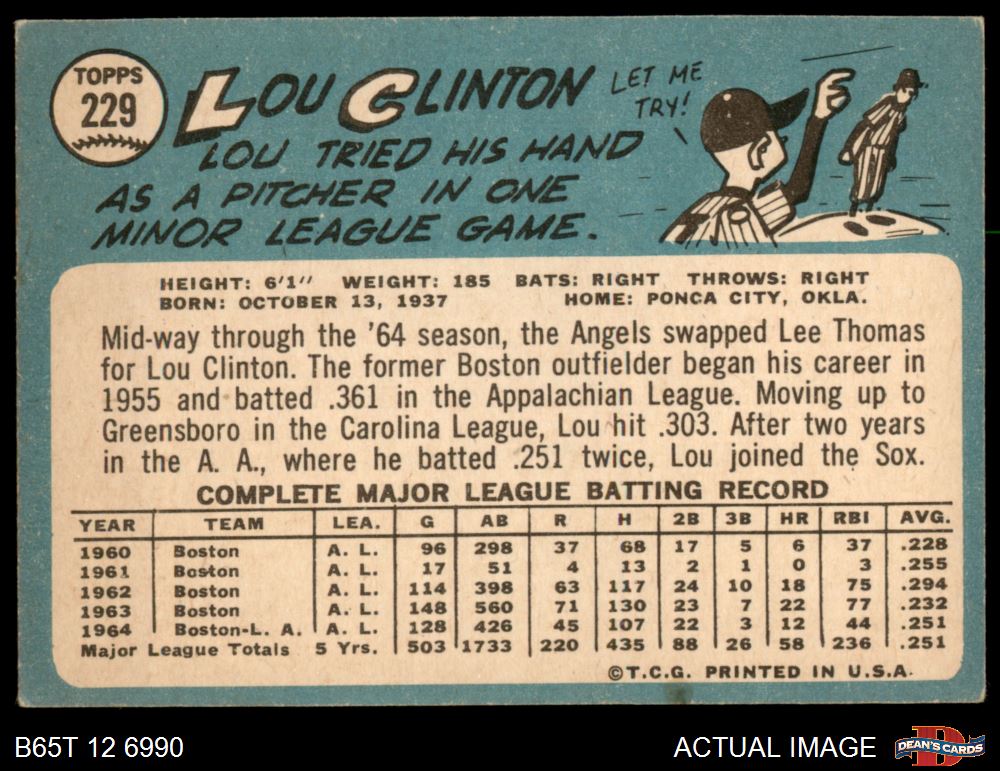 TOPPS
229
LOU CLINTON
LET ME
TRY!
LOU TRIED HIS HAND
AS A PITCHER IN ONE
MINOR LEAGUE GAME.
HEIGHT: 6'1" WEIGHT: 185 BATS: RIGHT THROWS: RIGHT
BORN: OCTOBER 13, 1937 HOME: PONCA CITY, OKLA.
Mid-way through the '64 season, the Angels swapped Lee Thomas
for Lou Clinton. The former Boston outfielder began his career in
1955 and batted .361 in the Appalachian League. Moving up to
Greensboro in the Carolina League, Lou hit .303. After two years
in the A. A., where he batted .251 twice, Lou joined the Sox.
COMPLETE MAJOR LEAGUE BATTING RECORD
YEAR TEAM LEA. G AB R H 2B 3B HR RBI AVG.
1960 Boston A. L. 96 298 37 68 17 5 6 37 .228
1961 Boston A. L. 17 51 4 13 2 1 0 3 .255
1962 Boston A. L. 114 398 63 117 24 10 18 75 .294
1963 Boston A. L. 148 560 71 130 23 7 22 77 .232
1964 Boston-L. A. A. L. 128 426 45 107 22 3 12 44 .251
Major League Totals 5 Yrs. 503 1733 220 435 88 26 58 236 .251
©T.C.G. PRINTED IN U.S.A.
B65T 12 6990 ACTUAL IMAGE
D
DEAN'S CARDS